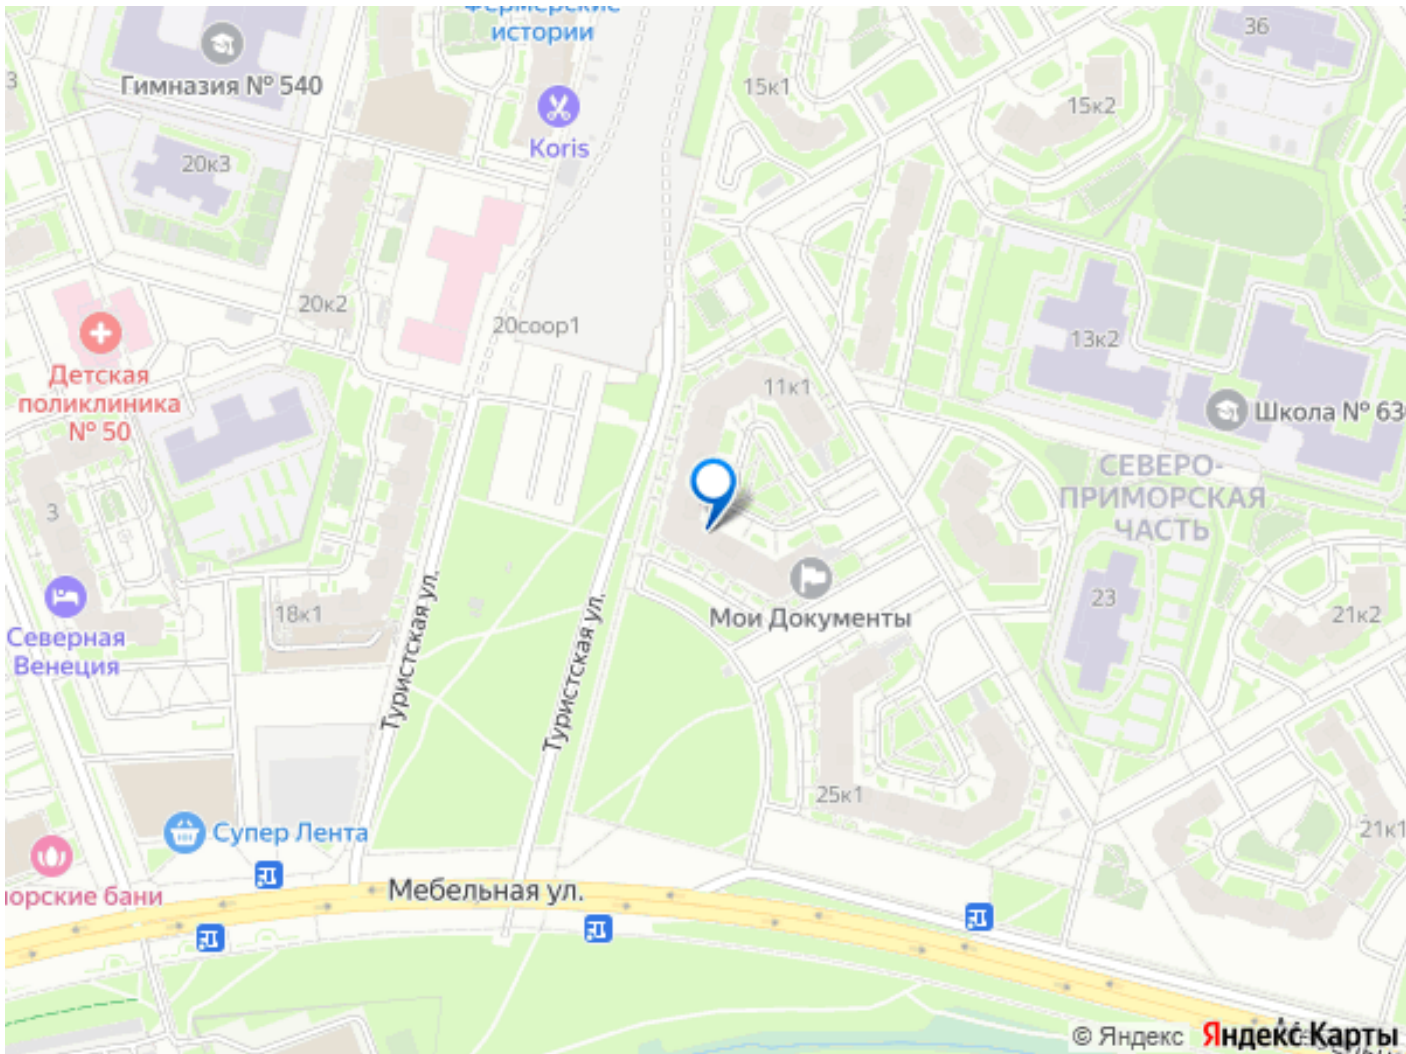 Фермерские
истории
36
Гимназия № 540
3
15к1
15к2
Koris
20к3
20к2
20соор1
13к2
Детская
поликлиника
№ 50
11к1
Школа № 63
СЕВЕРО-
ПРИМОРСКАЯ
ЧАСТЬ
3
Мои Документы
23
18к1
21к2
Северная
Венеция
Туристская ул.
Туристская ул.
25к1
Супер Лента
21к1
орские бани
Мебельная ул.
© Яндекс Яндекс Карты